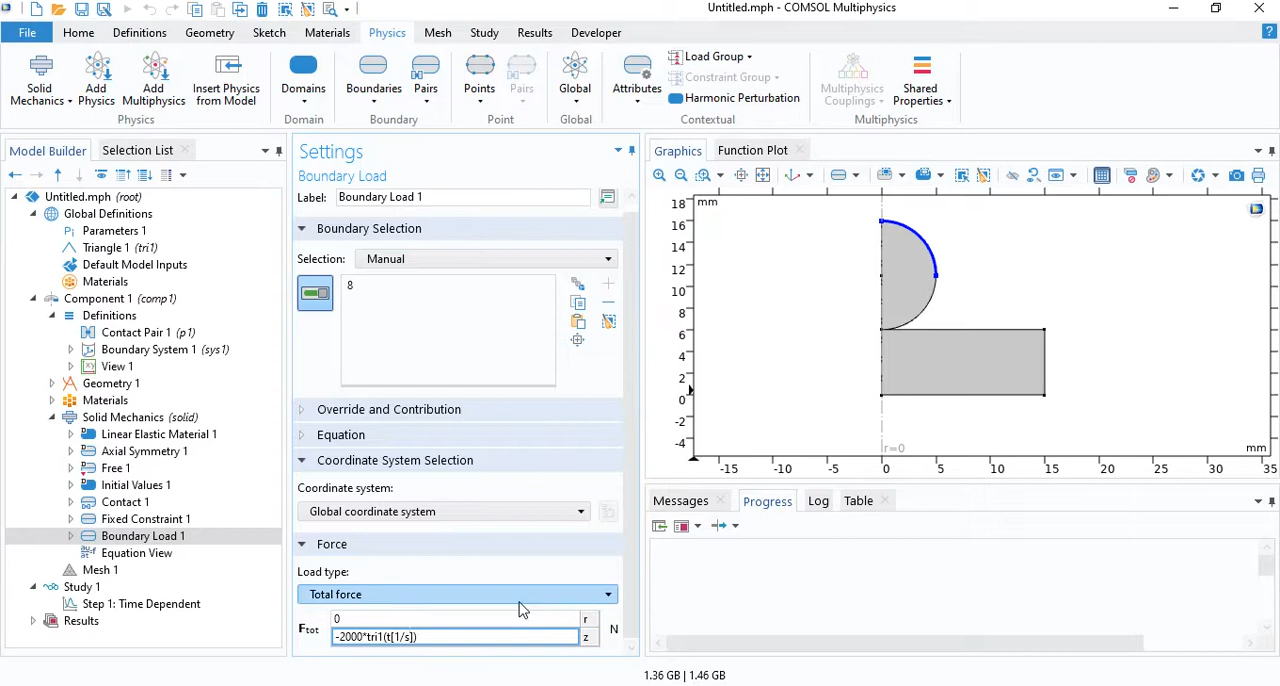 Untitled.mph - COMSOL Multiphysics
File Home Definitions Geometry Sketch Materials Physics Mesh Study Results Developer
Solid Mechanics
Add Physics
Add Multiphysics
Insert Physics from Model
Physics
Domains
Domain
Boundaries
Pairs
Boundary
Points
Pairs
Point
Global
Global
Attributes
Load Group
Constraint Group
Harmonic Perturbation
Contextual
Multiphysics Couplings
Shared Properties
Multiphysics
Model Builder
Selection List
Untitled.mph (root)
Global Definitions
Parameters 1
Triangle 1 (tri1)
Default Model Inputs
Materials
Component 1 (comp1)
Definitions
Contact Pair 1 (p1)
Boundary System 1 (sys1)
View 1
Geometry 1
Materials
Solid Mechanics (solid)
Linear Elastic Material 1
Axial Symmetry 1
Free 1
Initial Values 1
Contact 1
Fixed Constraint 1
Boundary Load 1
Equation View
Mesh 1
Study 1
Step 1: Time Dependent
Results
Settings
Boundary Load
Label: Boundary Load 1
Boundary Selection
Selection: Manual
8
Override and Contribution
Equation
Coordinate System Selection
Coordinate system:
Global coordinate system
Force
Load type:
Total force
Ftot
0 r
-2000*tri1(t[1/s]) z
N
Graphics
Function Plot
mm
18
16
14
12
10
8
6
4
2
0
-2
-4
r=0
mm
-15 -10 -5 0 5 10 15 20 25 30 35
Messages
Progress
Log
Table
1.36 GB | 1.46 GB